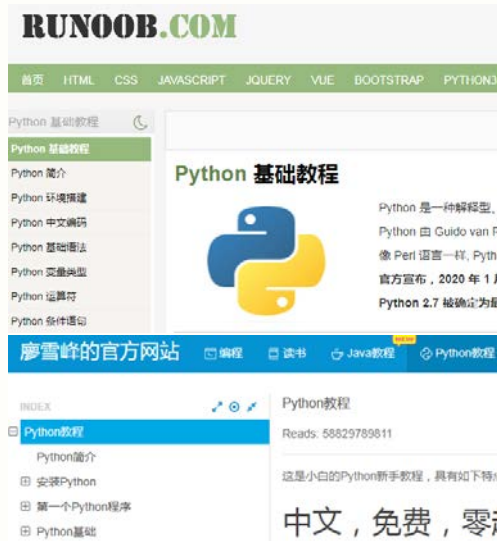 RUNOOB.COM
首页 HTML CSS JAVASCRIPT JQUERY VUE BOOTSTRAP PYTHON3
Python 基础教程
Python 基础教程
Python 简介
Python 环境搭建
Python 中文编码
Python 基础语法
Python 变量类型
Python 运算符
Python 条件语句
Python 基础教程
Python 是一种解释型、
Python 由 Guido van R
像 Perl 语言一样, Pyth
官方宣布，2020 年 1 月
Python 2.7 被确定为最
廖雪峰的官方网站 编程 读书 Java教程 Python教程
INDEX
Python教程
Python简介
安装Python
第一个Python程序
Python基础
Python教程
Reads: 58829789811
这是小白的Python新手教程，具有如下特点
中文，免费，零起